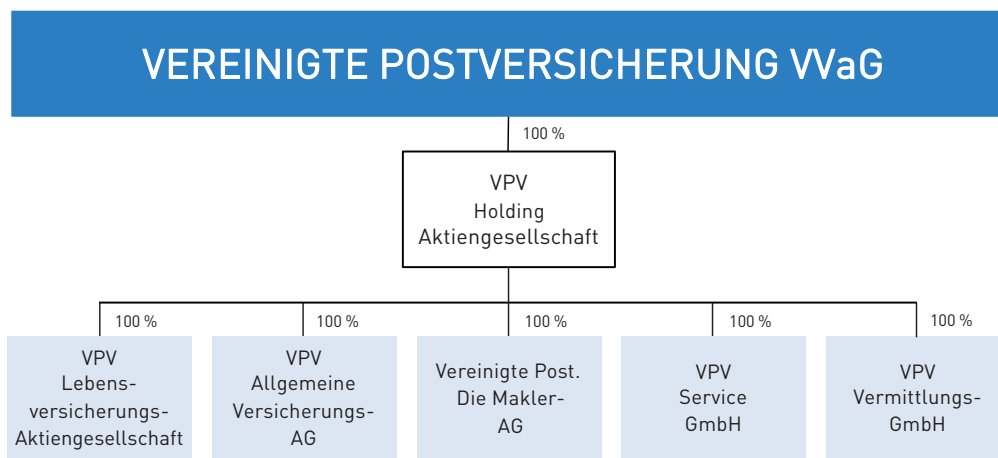 VEREINIGTE POSTVERSICHERUNG VVaG
100 %
VPV
Holding
Aktiengesellschaft
100 %
100 %
100 %
100 %
100 %
VPV
Lebens-
versicherungs-
Aktiengesellschaft
VPV
Allgemeine
Versicherungs-
AG
Vereinigte Post.
Die Makler-
AG
VPV
Service
GmbH
VPV
Vermittlungs-
GmbH